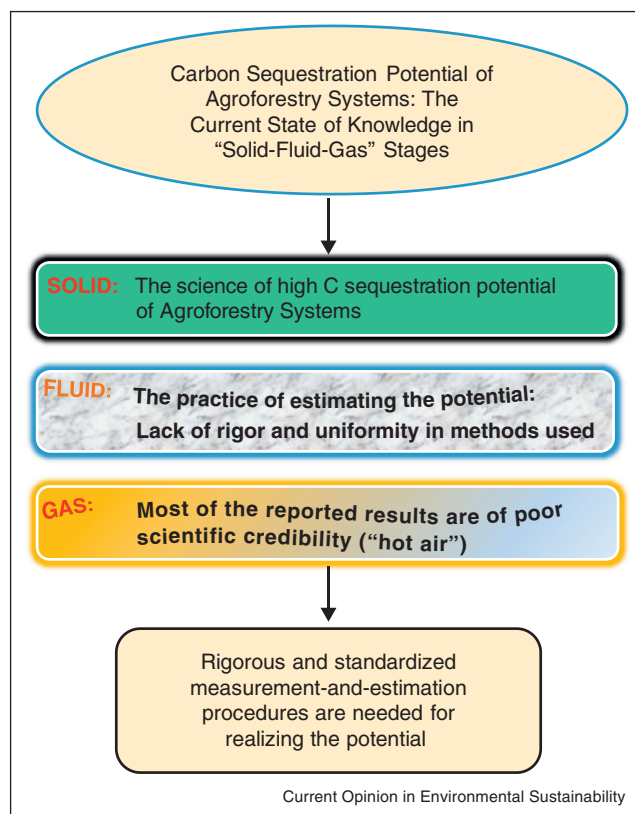 Carbon Sequestration Potential of
Agroforestry Systems: The
Current State of Knowledge in
“Solid-Fluid-Gas” Stages
SOLID: The science of high C sequestration potential
of Agroforestry Systems
FLUID: The practice of estimating the potential:
Lack of rigor and uniformity in methods used
GAS: Most of the reported results are of poor
scientific credibility (“hot air”)
Rigorous and standardized
measurement-and-estimation
procedures are needed for
realizing the potential
Current Opinion in Environmental Sustainability